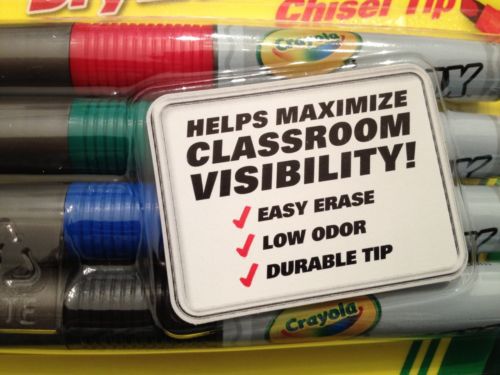 Chisel Tip
Crayola
HELPS MAXIMIZE
CLASSROOM
VISIBILITY!
EASY ERASE
LOW ODOR
DURABLE TIP
Crayola